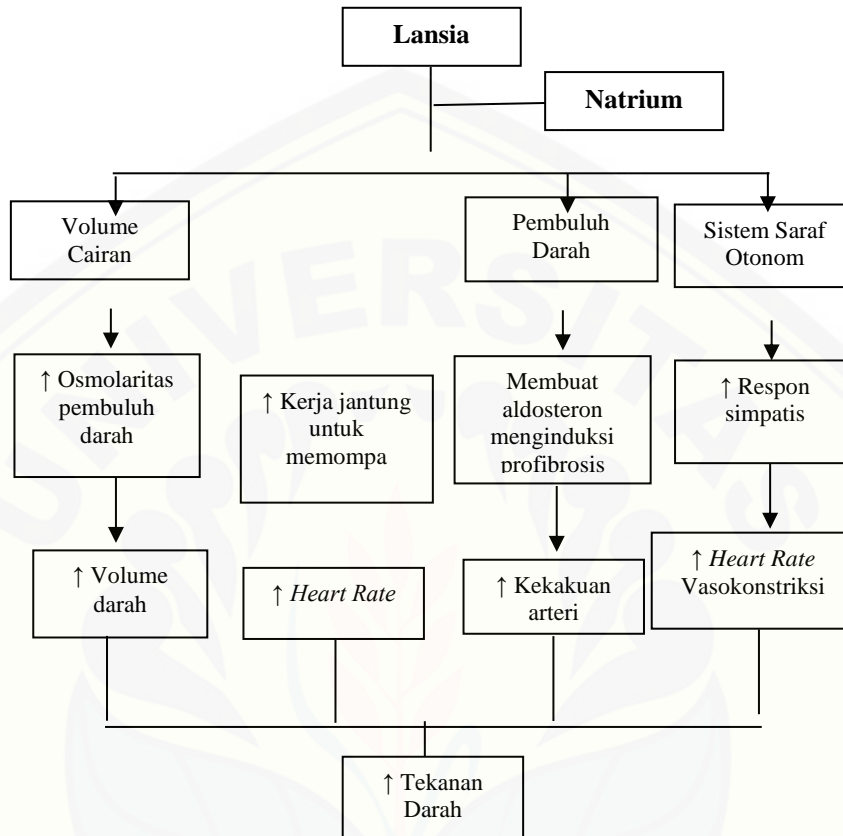 Lansia
Natrium
Volume
Cairan
Pembuluh
Darah
Sistem Saraf
Otonom
↑ Osmolaritas
pembuluh
darah
↑ Kerja jantung
untuk
memompa
Membuat
aldosteron
menginduksi
profibrosis
↑ Respon
simpatis
↑ Volume
darah
↑ Heart Rate
↑ Kekakuan
arteri
↑ Heart Rate
Vasokonstriksi
↑ Tekanan
Darah
UNIVERSITAS